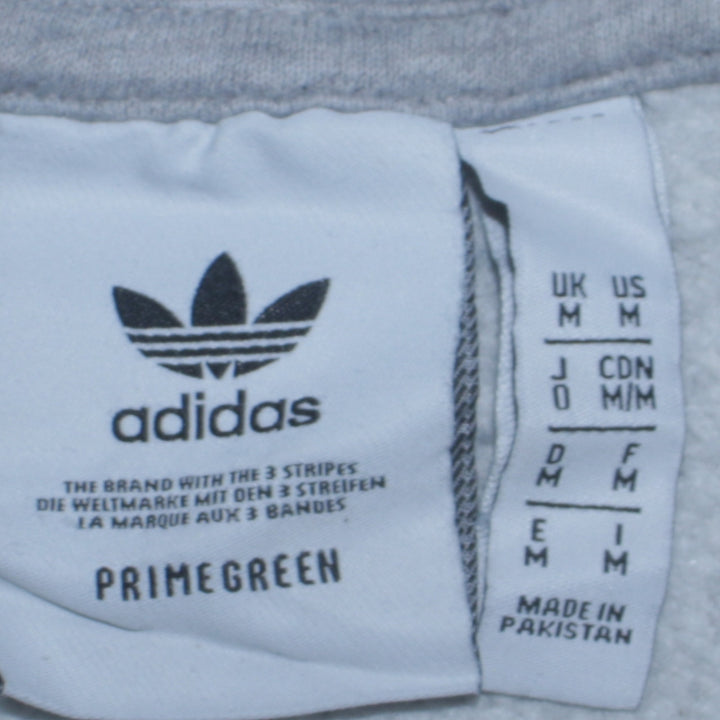 adidas
THE BRAND WITH THE 3 STRIPES
DIE WELTMARKE MIT DEN 3 STREIFEN
LA MARQUE AUX 3 BANDES
PRIMEGREEN
UK US
M M
J CDN
O M/M
D F
M M
E I
M M
MADE IN
PAKISTAN